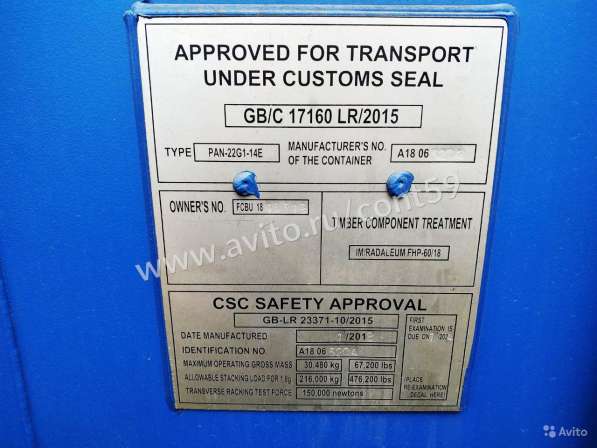 APPROVED FOR TRANSPORT
UNDER CUSTOMS SEAL
GB/C 17160 LR/2015
TYPE PAN-22G1-14E MANUFACTURER'S NO. OF THE CONTAINER A18 06
OWNER'S NO. FCBU 18
TIMBER COMPONENT TREATMENT
IM/RADALEUM FHP-60/18
www.avito.ru/cont59
CSC SAFETY APPROVAL
GB-LR 23371-10/2015
DATE MANUFACTURED
IDENTIFICATION NO. A18 06
MAXIMUM OPERATING GROSS MASS 30.480 kg 67,200 lbs
ALLOWABLE STACKING LOAD FOR 1.8g 216,000 kg 476,200 lbs
TRANSVERSE RACKING TEST FORCE 150,000 newtons
FIRST
EXAMINATION IS
DUE ON
(PLACE
RE-EXAMINATION
DECAL HERE)
Avito